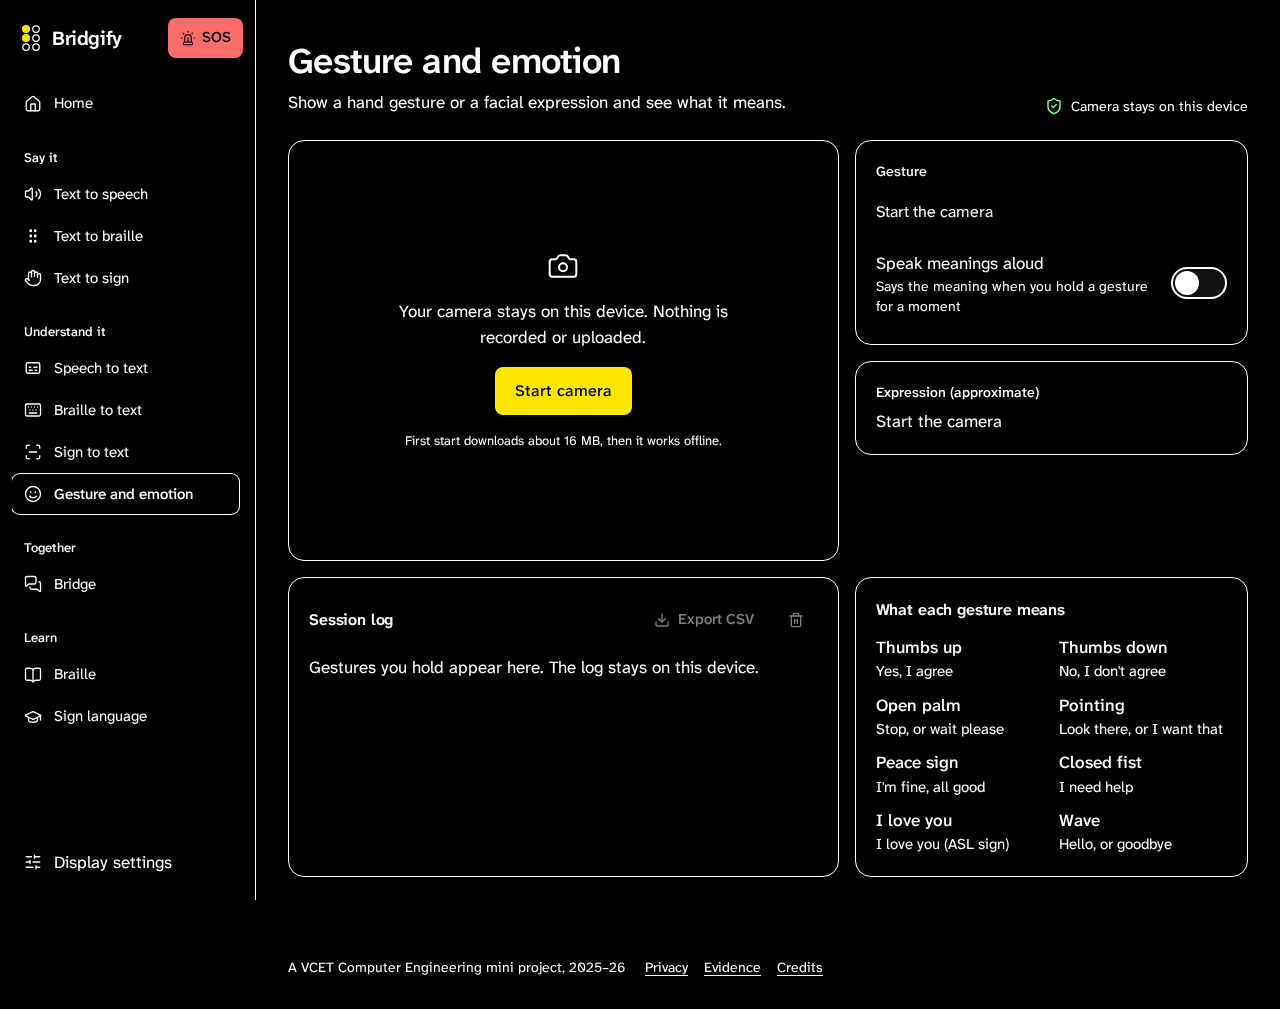 Bridgify
SOS
Home
Say it
Text to speech
Text to braille
Text to sign
Understand it
Speech to text
Braille to text
Sign to text
Gesture and emotion
Together
Bridge
Learn
Braille
Sign language
Display settings
Gesture and emotion
Show a hand gesture or a facial expression and see what it means.
Camera stays on this device
Your camera stays on this device. Nothing is
recorded or uploaded.
Start camera
First start downloads about 16 MB, then it works offline.
Gesture
Start the camera
Speak meanings aloud
Says the meaning when you hold a gesture
for a moment
Expression (approximate)
Start the camera
Session log
Export CSV
Gestures you hold appear here. The log stays on this device.
What each gesture means
Thumbs up
Yes, I agree
Thumbs down
No, I don't agree
Open palm
Stop, or wait please
Pointing
Look there, or I want that
Peace sign
I'm fine, all good
Closed fist
I need help
I love you
I love you (ASL sign)
Wave
Hello, or goodbye
A VCET Computer Engineering mini project, 2025–26
Privacy
Evidence
Credits